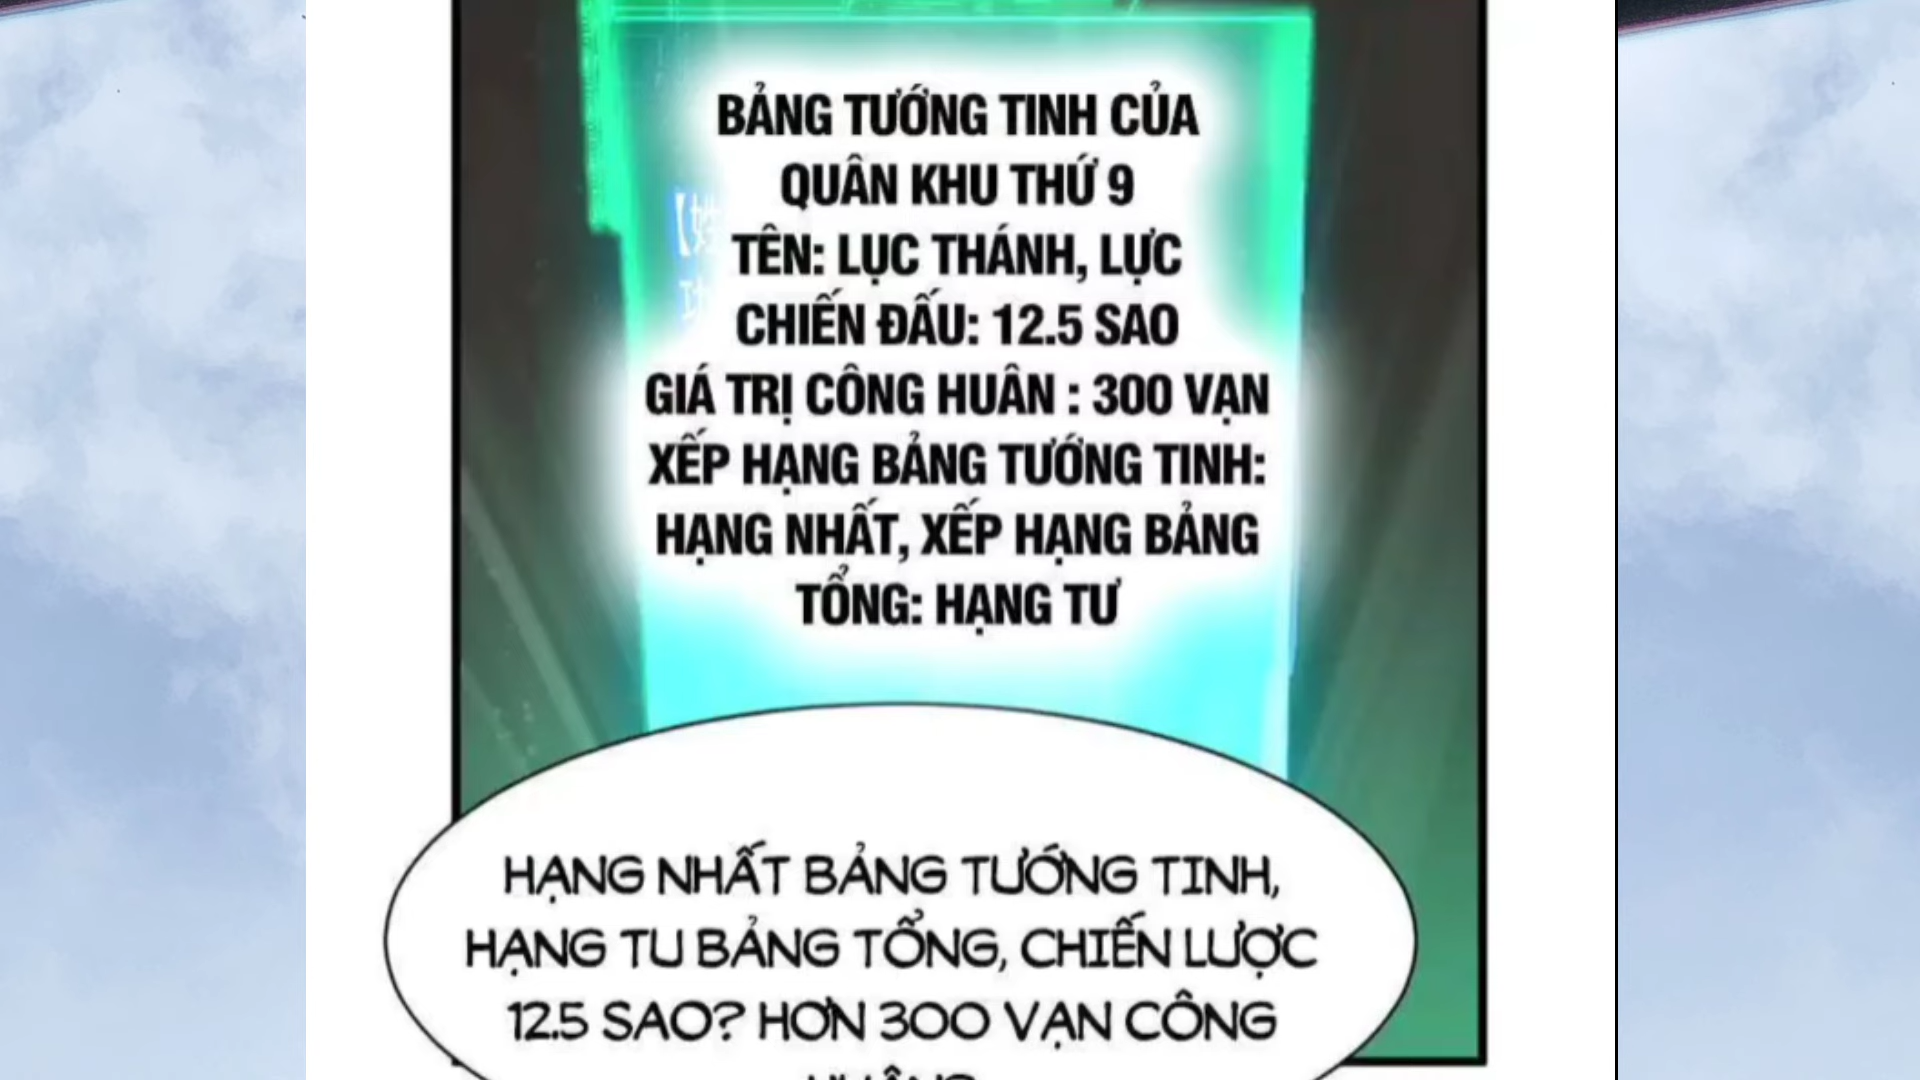 BẢNG TƯỚNG TINH CỦA
QUÂN KHU THỨ 9
TÊN: LỤC THÁNH, LỰC
CHIẾN ĐẤU: 12.5 SAO
GIÁ TRỊ CÔNG HUÂN : 300 VẠN
XẾP HẠNG BẢNG TƯỚNG TINH:
HẠNG NHẤT, XẾP HẠNG BẢNG
TỔNG: HẠNG TƯ
HẠNG NHẤT BẢNG TƯỚNG TINH,
HẠNG TU BẢNG TỔNG, CHIẾN LƯỢC
12.5 SAO? HƠN 300 VẠN CÔNG